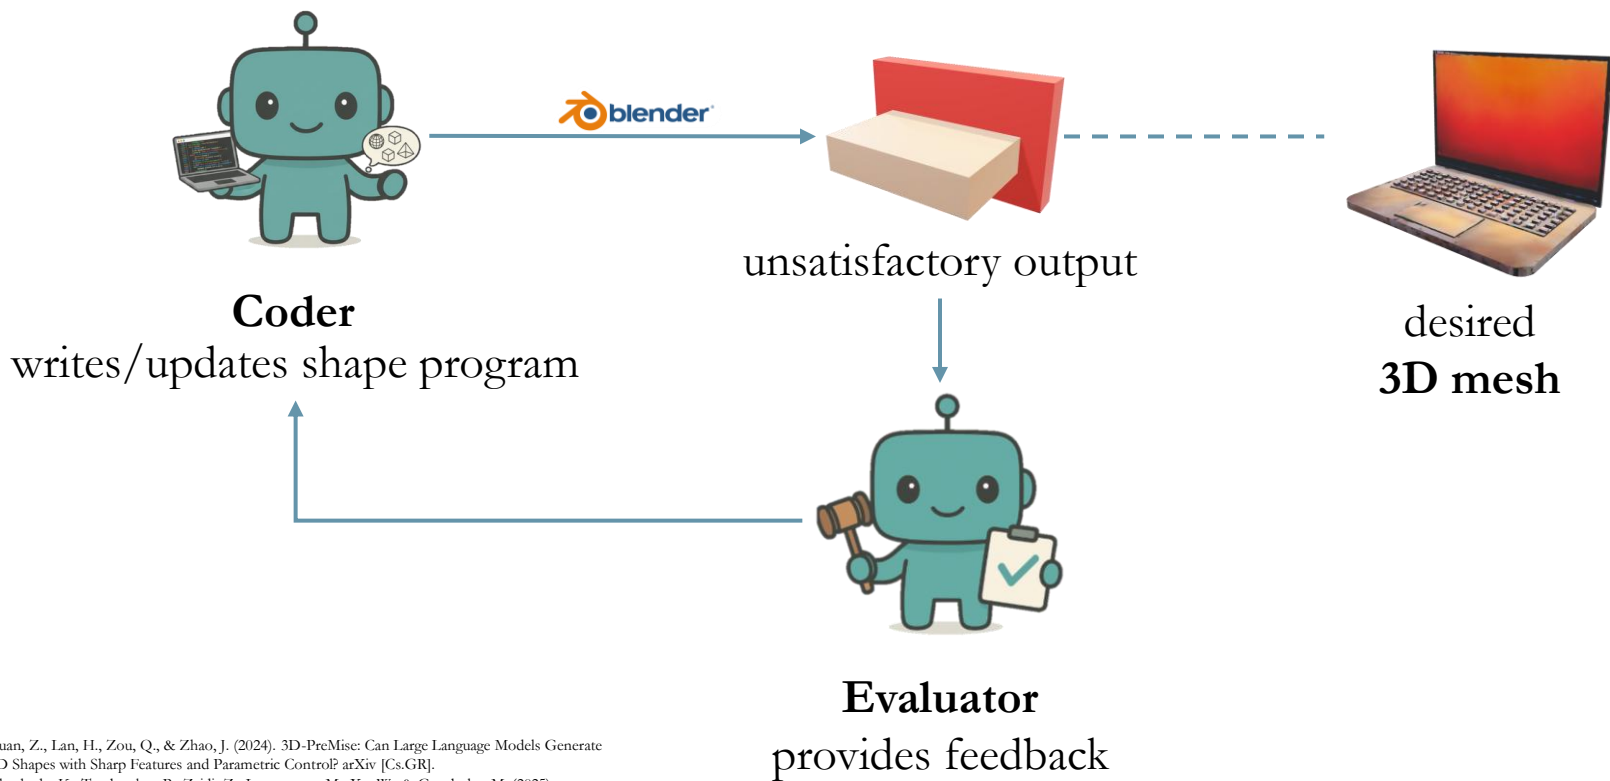 blender
unsatisfactory output
Coder
writes/updates shape program
desired
3D mesh
Evaluator
provides feedback
Z., Lan, H., Zou, Q., & Zhao, J. (2024). 3D-PreMise: Can Large Language Models Generate
Shapes with Sharp Features and Parametric Control? arXiv [Cs.GR].